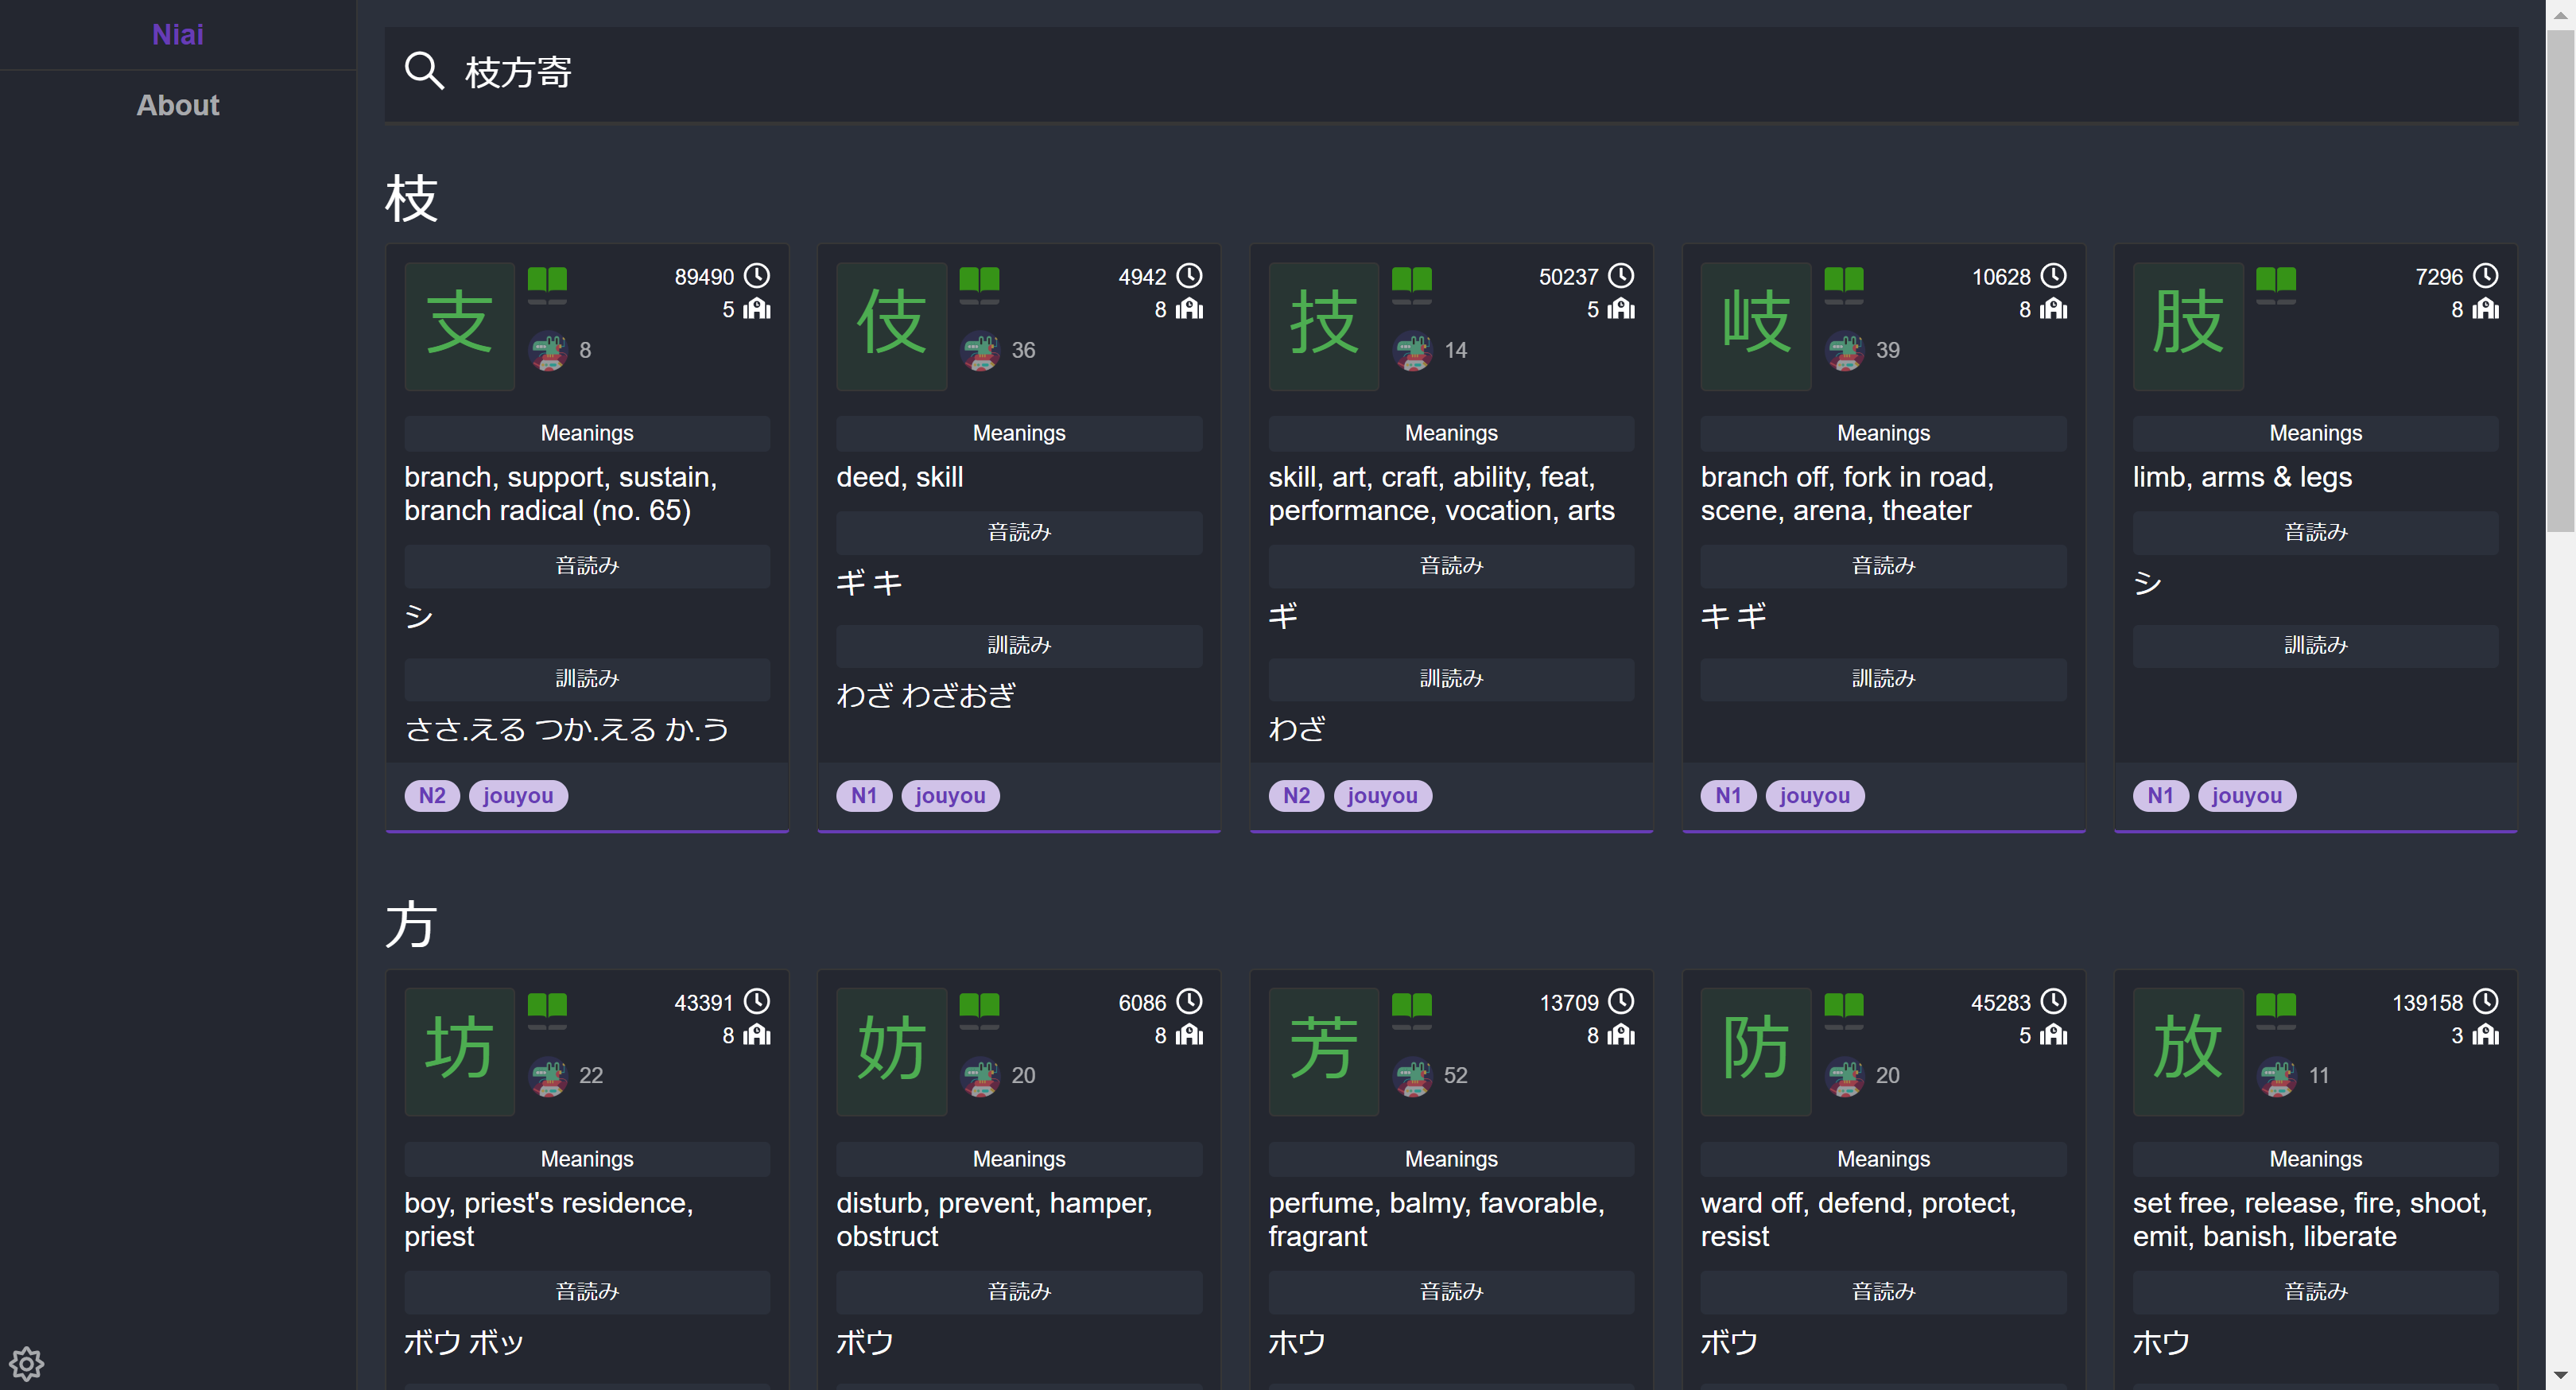 Niai
About
枝方寄
枝
支
89490
5
8
Meanings
branch, support, sustain,
branch radical (no. 65)
音読み
シ
訓読み
ささ.える つか.える か.う
N2 jouyou
伎
4942
8
36
Meanings
deed, skill
音読み
ギ キ
訓読み
わざ わざおぎ
N1 jouyou
技
50237
5
14
Meanings
skill, art, craft, ability, feat,
performance, vocation, arts
音読み
ギ
訓読み
わざ
N2 jouyou
岐
10628
8
39
Meanings
branch off, fork in road,
scene, arena, theater
音読み
キ ギ
訓読み
N1 jouyou
肢
7296
8
Meanings
limb, arms & legs
音読み
シ
訓読み
N1 jouyou
方
坊
43391
8
22
Meanings
boy, priest's residence,
priest
音読み
ボウ ボッ
妨
6086
8
20
Meanings
disturb, prevent, hamper,
obstruct
音読み
ボウ
芳
13709
8
52
Meanings
perfume, balmy, favorable,
fragrant
音読み
ホウ
防
45283
5
20
Meanings
ward off, defend, protect,
resist
音読み
ボウ
放
139158
3
11
Meanings
set free, release, fire, shoot,
emit, banish, liberate
音読み
ホウ